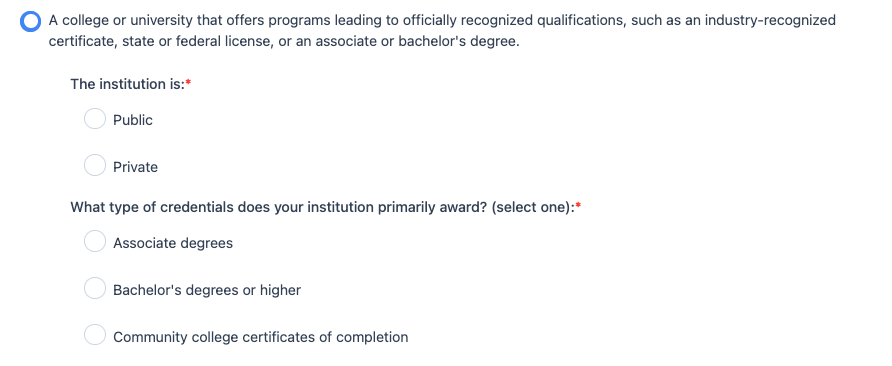 A college or university that offers programs leading to officially recognized qualifications, such as an industry-recognized
certificate, state or federal license, or an associate or bachelor's degree.
The institution is:*
Public
Private
What type of credentials does your institution primarily award? (select one):*
Associate degrees
Bachelor's degrees or higher
Community college certificates of completion